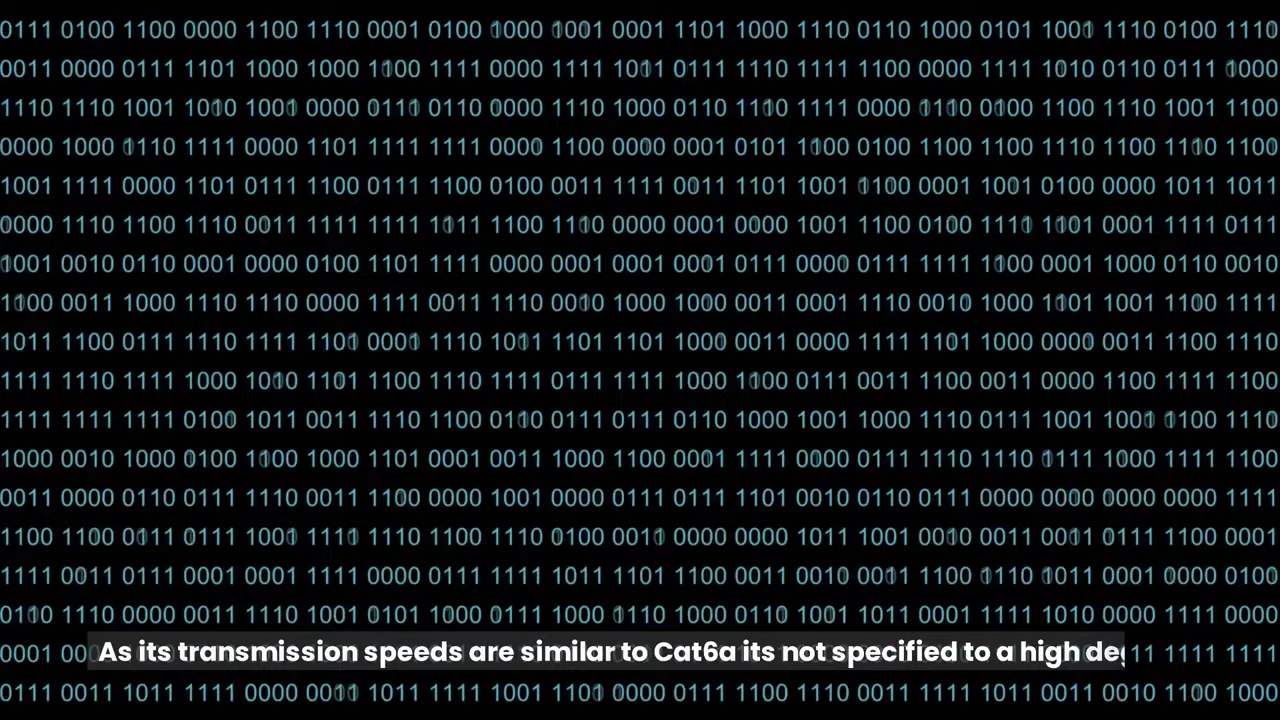 0111 0100 1100 0000 1100 1110 0001 0100 1000 1001 0001 1101 1000 1110 0110 1000 0101 1001 1110 0100 1110
0011 0000 0111 1101 1000 1000 1000 1111 0000 1111 1001 0111 1110 1111 1100 0000 1111 1010 0110 0111 1000
1110 1110 1001 1000 1000 0000 0110 0110 0000 1110 1000 0110 1100 1111 0000 1100 0000 1100 1110 1001 1100
0000 1000 0110 1111 0000 1101 1111 1111 0000 1100 0000 0001 0101 1000 0100 1100 1100 1110 1100 1110 1100
1001 1111 0000 1101 0111 1100 0111 1100 0100 0011 1111 0011 1101 1001 0100 0001 1001 0100 0000 1011 1011
0000 1110 1100 1110 0011 1111 1111 1011 1100 1100 0000 0001 0000 1001 1100 0100 1110 1001 0001 1111 0111
1001 0010 0110 0001 0000 0100 1101 1111 0000 0001 0001 0001 0111 0000 0111 1111 1000 0001 1000 0110 0010
1000 0011 1000 1110 1110 0000 1111 0011 1110 0010 1000 1000 0011 0001 1110 0010 1000 1101 1001 1100 1111
1011 1100 0111 1110 1111 1100 0000 1110 1001 1101 1101 1000 0011 0000 1111 1101 1000 0000 0011 1100 1110
1111 1110 1111 1000 1000 1101 1100 1110 1111 0111 1111 1000 1000 0111 0011 1100 0011 0000 1100 1111 1100
1111 1111 1111 0100 1011 0011 1110 1100 0100 0111 0111 0110 1000 1001 1000 1110 0111 1001 1000 1100 1110
1000 0010 1000 0100 1000 1000 1101 0001 0011 1000 1100 0001 1111 0000 0111 1110 1110 0111 1000 1111 1100
0011 0000 0110 0111 1110 0011 1100 0000 1001 0000 0111 0111 1101 0010 0110 0111 0000 0000 0000 0000 1111
1100 1100 0011 0111 1001 1110 1110 1100 1110 0100 0011 0000 0000 1011 1001 0000 0011 0011 0111 1100 0001
1111 0011 0111 0001 0001 1111 0000 0111 1111 1011 1101 1100 0011 0010 0011 1100 0110 0011 0001 0000 0100
0100 1110 0000 0011 1110 1001 0101 1000 0111 1000 0110 1000 0110 1001 1011 0001 1111 1010 0000 1111 0000
0001
As its transmission speeds are similar to Cat6a its not specified to a high
1110 1100
0111 0011 1011 1111 0000 0001 1111 1111 1001 1100 0000 1111 0111 1110 0011 1111 1011 0011 0010 1100 1000